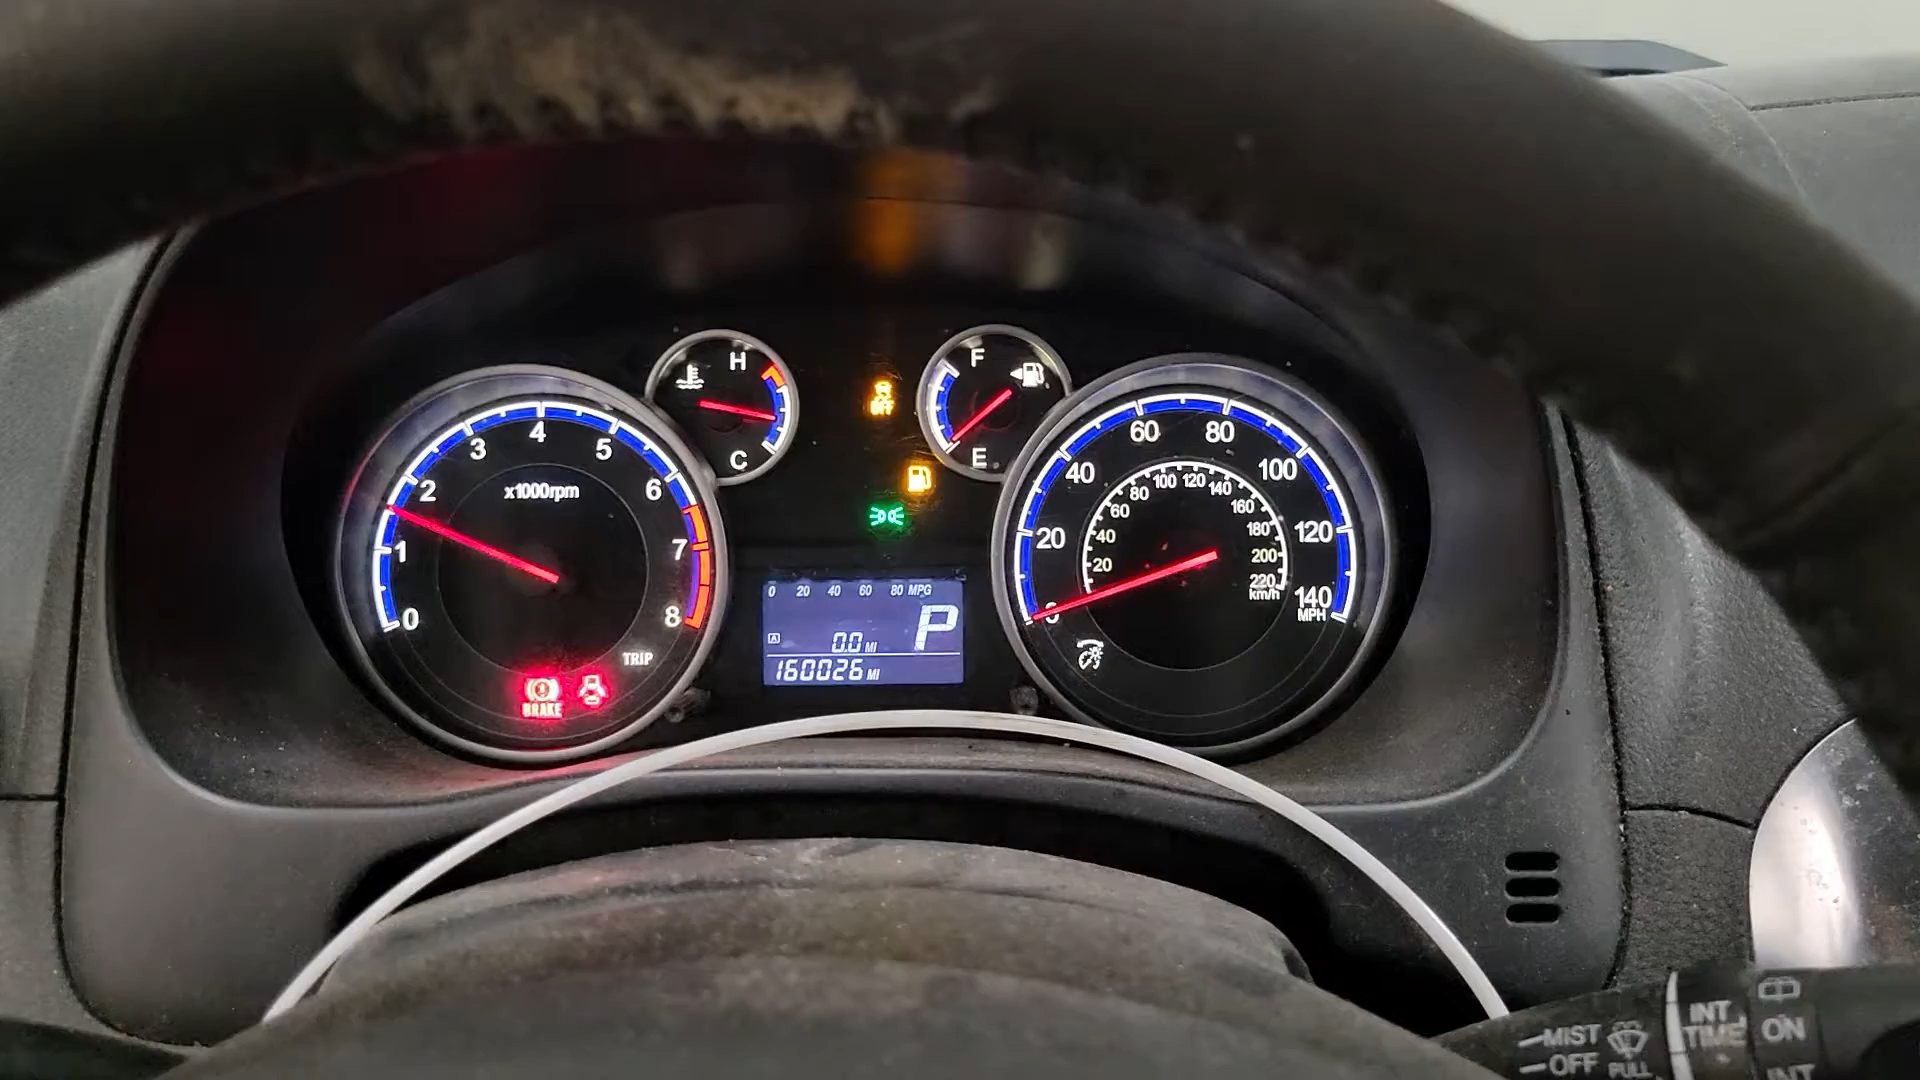 H
C
F
E
OFF
0
1
2
3
4
5
6
7
8
x1000rpm
TRIP
BRAKE
0 20 40 60 80 MPG
P
A
0.0 MI
160026 MI
20
40
60
80
100
120
140
MPH
20
40
60
80
100
120
140
160
180
200
220
km/h
MIST
OFF
PULL
INT
TIME
ON
INT